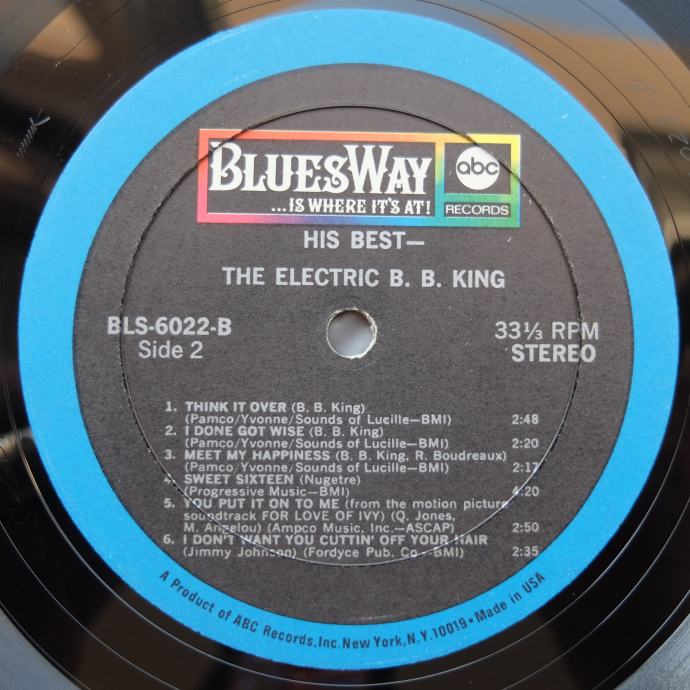 BLUESWAY
abc
...IS WHERE IT'S AT!
RECORDS
HIS BEST—
THE ELECTRIC B. B. KING
BLS-6022-B
Side 2
33⅓ RPM
STEREO
1. THINK IT OVER (B. B. King)
(Pamco/Yvonne/Sounds of Lucille—BMI) 2:48
2. I DONE GOT WISE (B. B. King)
(Pamco/Yvonne/Sounds of Lucille—BMI) 2:20
3. MEET MY HAPPINESS (B. B. King, R. Boudreaux)
(Pamco/Yvonne/Sounds of Lucille—BMI) 2:17
4. SWEET SIXTEEN (Nugetre)
(Progressive Music—BMI) 4:20
5. YOU PUT IT ON TO ME (from the motion picture
soundtrack FOR LOVE OF IVY) (Q. Jones,
M. Angelou) (Ampco Music, Inc.—ASCAP) 2:50
6. I DON'T WANT YOU CUTTIN' OFF YOUR HAIR
(Jimmy Johnson) (Fordyce Pub. Co—BMI) 2:35
A Product of ABC Records, Inc. New York, N.Y. 10019 • Made in USA